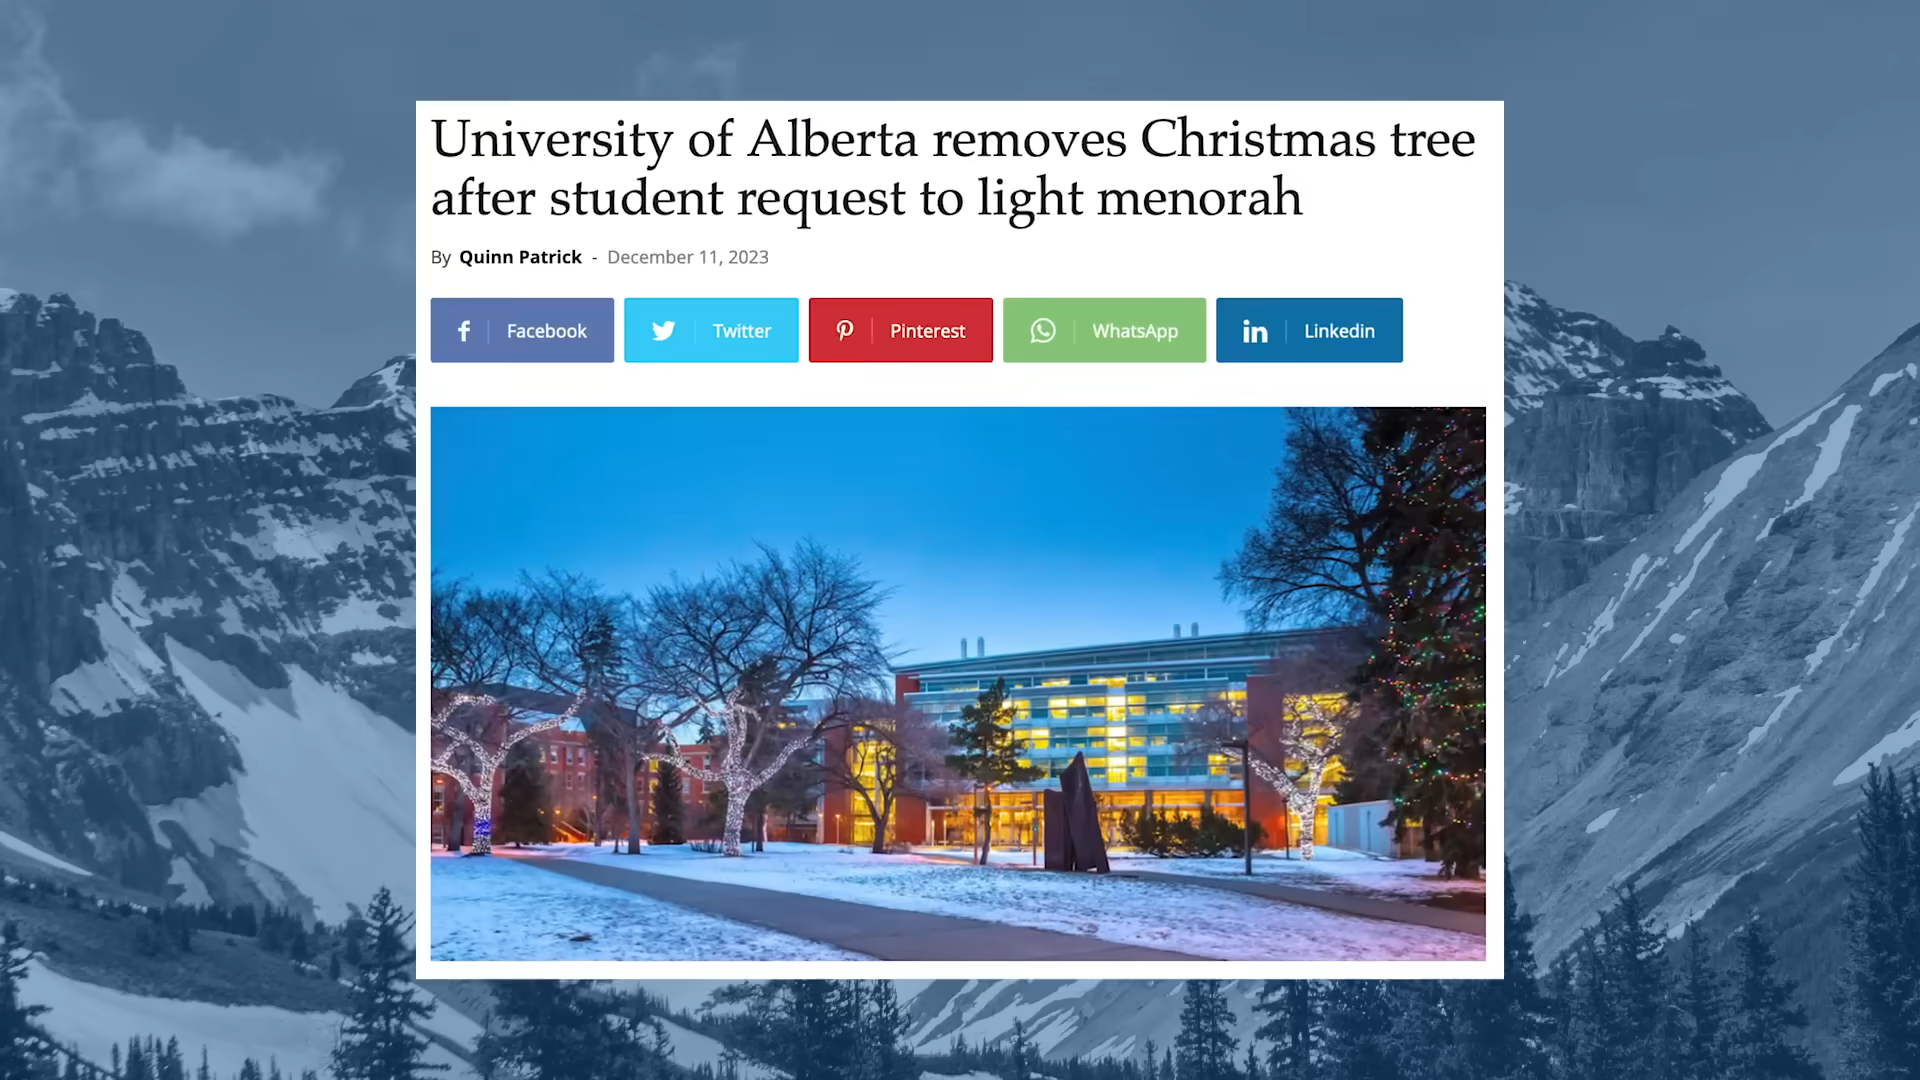 University of Alberta removes Christmas tree
after student request to light menorah
By Quinn Patrick - December 11, 2023
Facebook Twitter Pinterest WhatsApp Linkedin